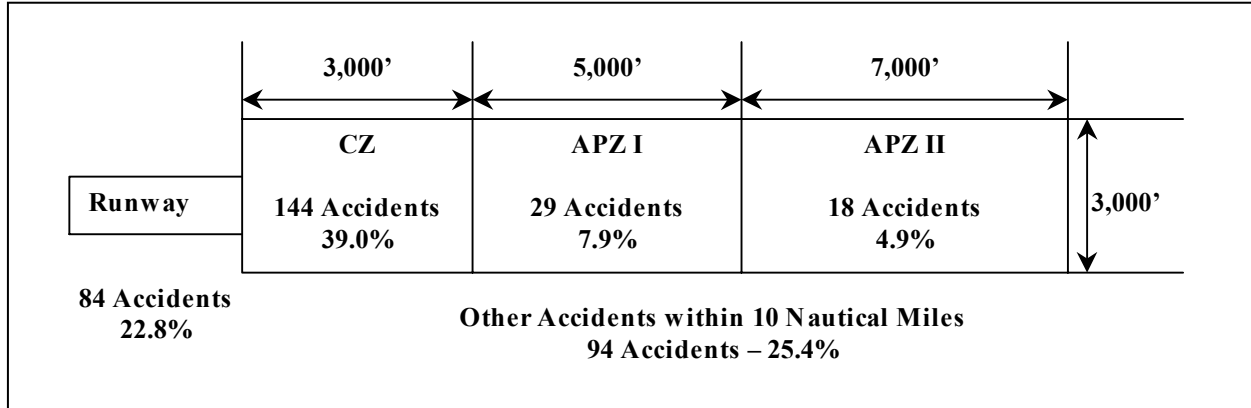 3,000’
5,000’
7,000’
CZ
APZ I
APZ II
Runway
144 Accidents
39.0%
29 Accidents
7.9%
18 Accidents
4.9%
3,000’
84 Accidents
22.8%
Other Accidents within 10 Nautical Miles
94 Accidents – 25.4%